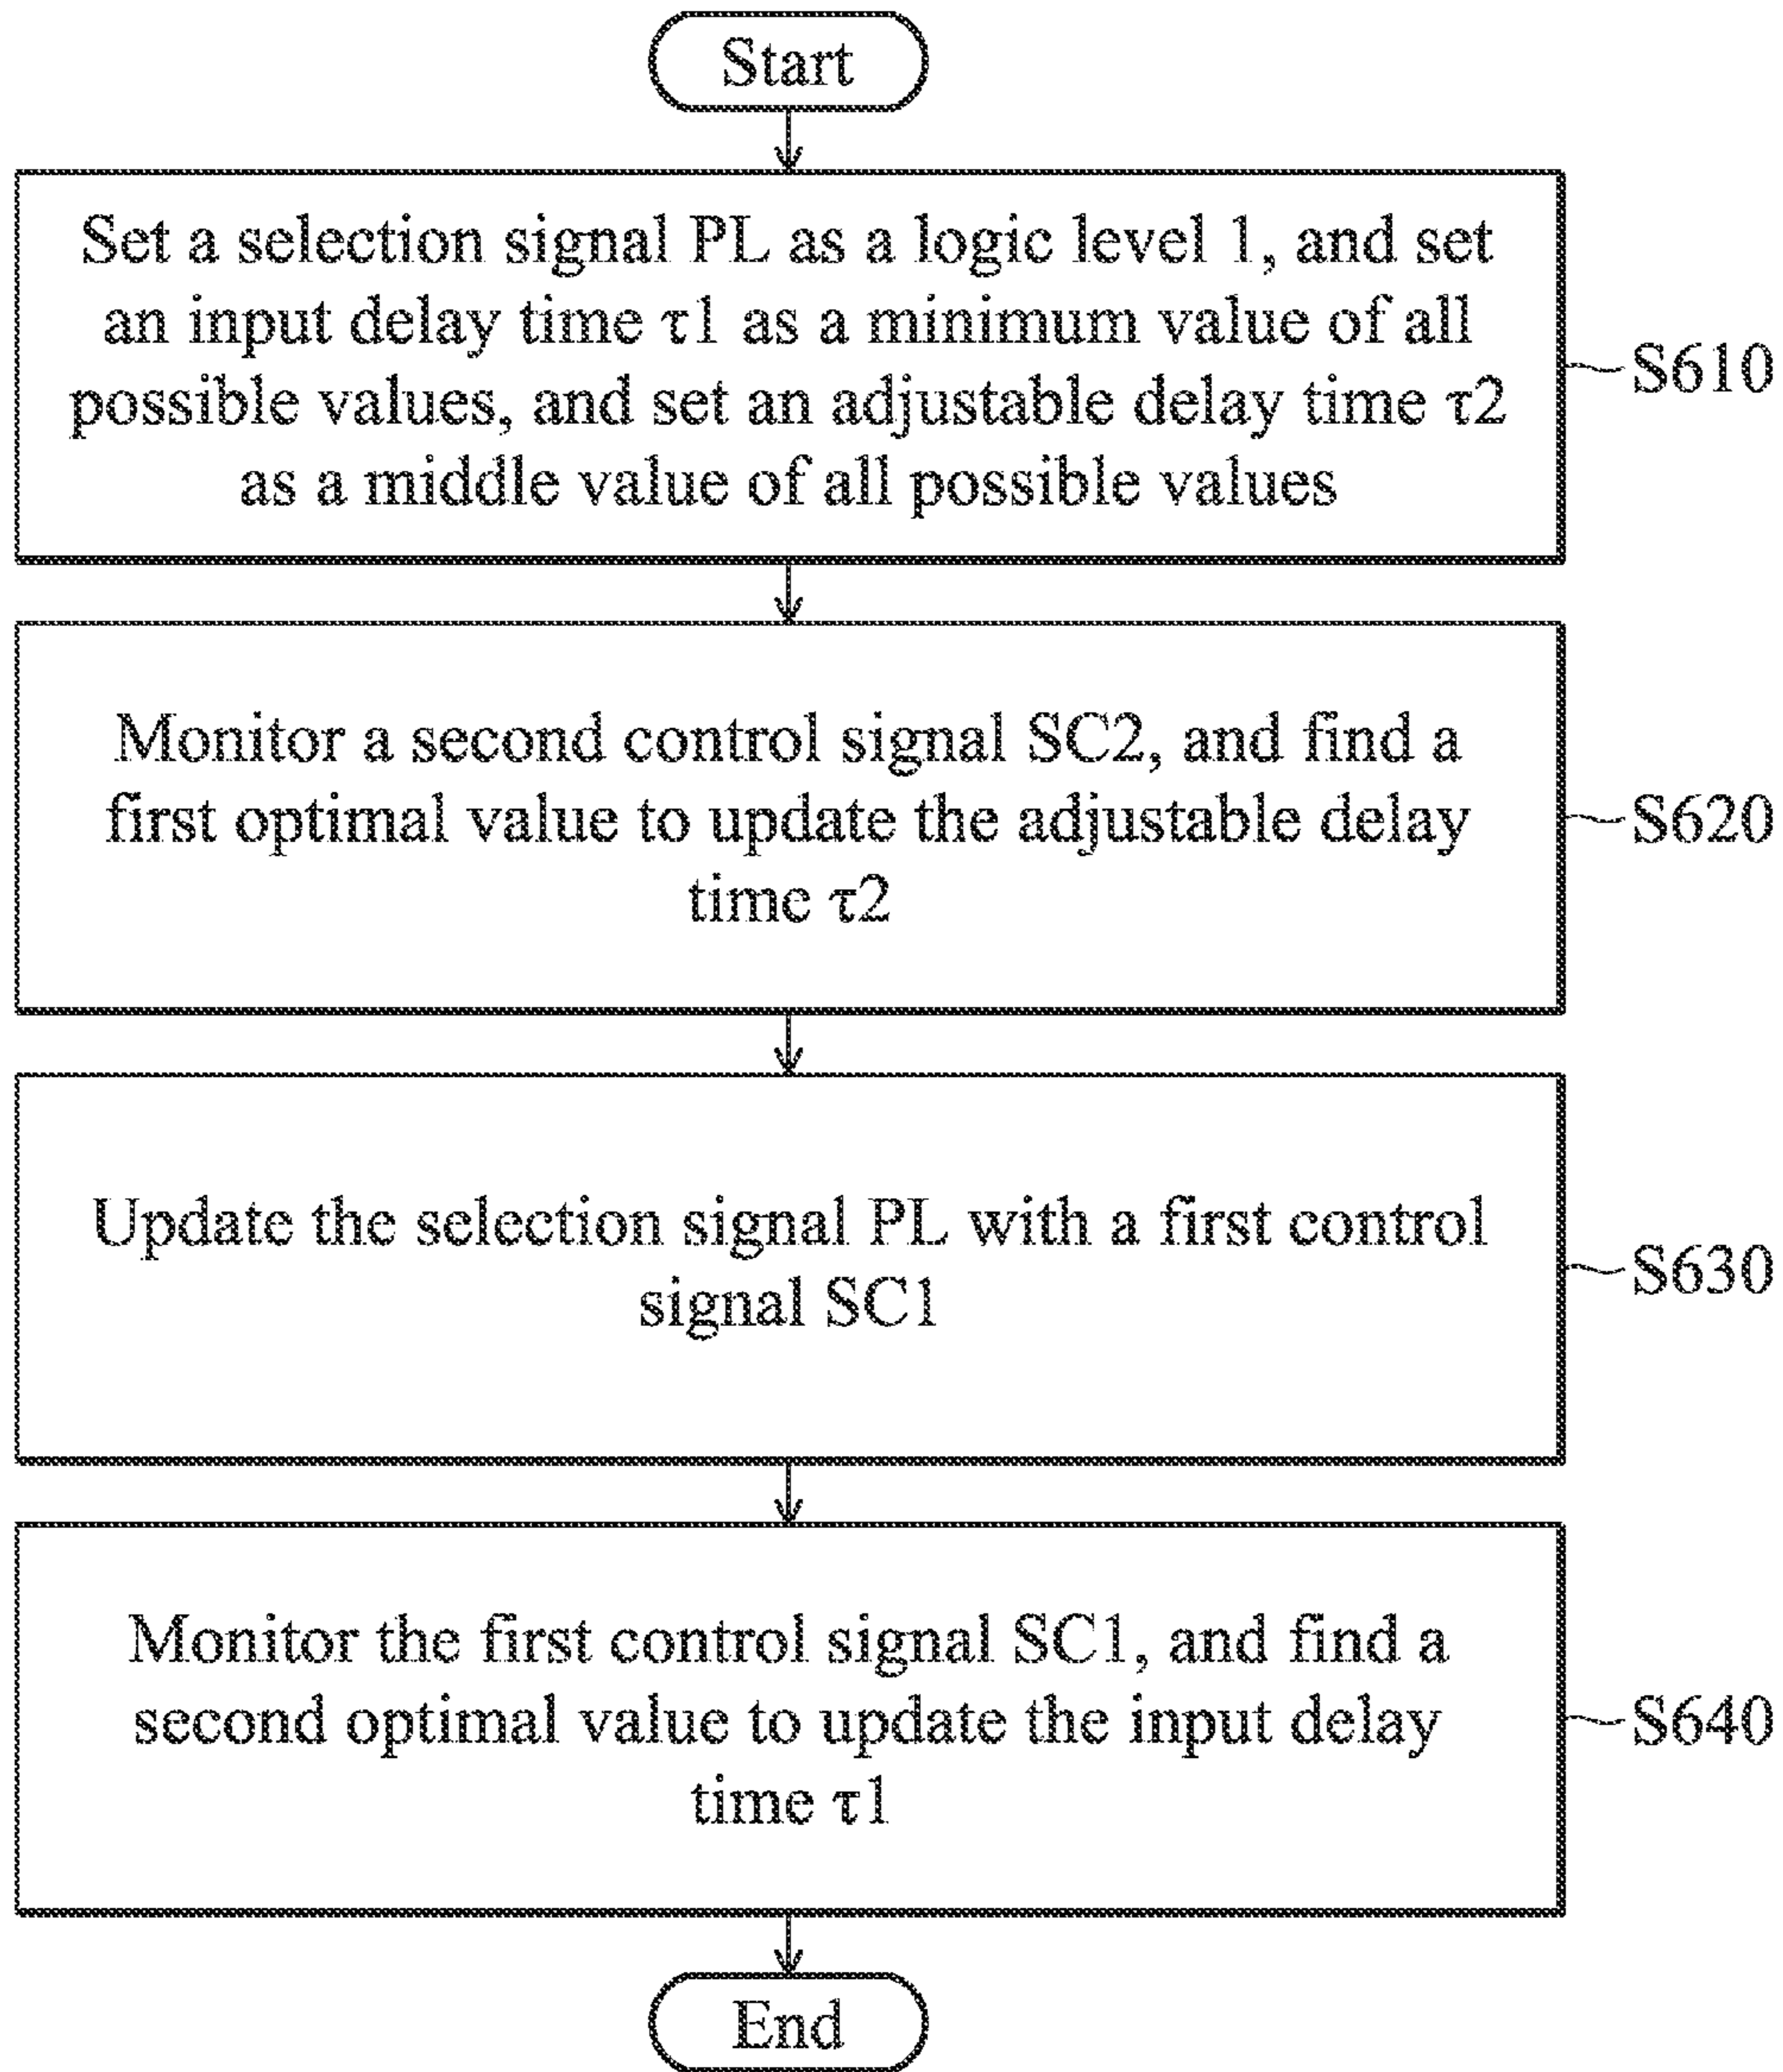 Start
Set a selection signal PL as a logic level 1, and set
an input delay time τ1 as a minimum value of all
possible values, and set an adjustable delay time τ2
as a middle value of all possible values
S610
Monitor a second control signal SC2, and find a
first optimal value to update the adjustable delay
time τ2
S620
Update the selection signal PL with a first control
signal SC1
S630
Monitor the first control signal SC1, and find a
second optimal value to update the input delay
time τ1
S640
End